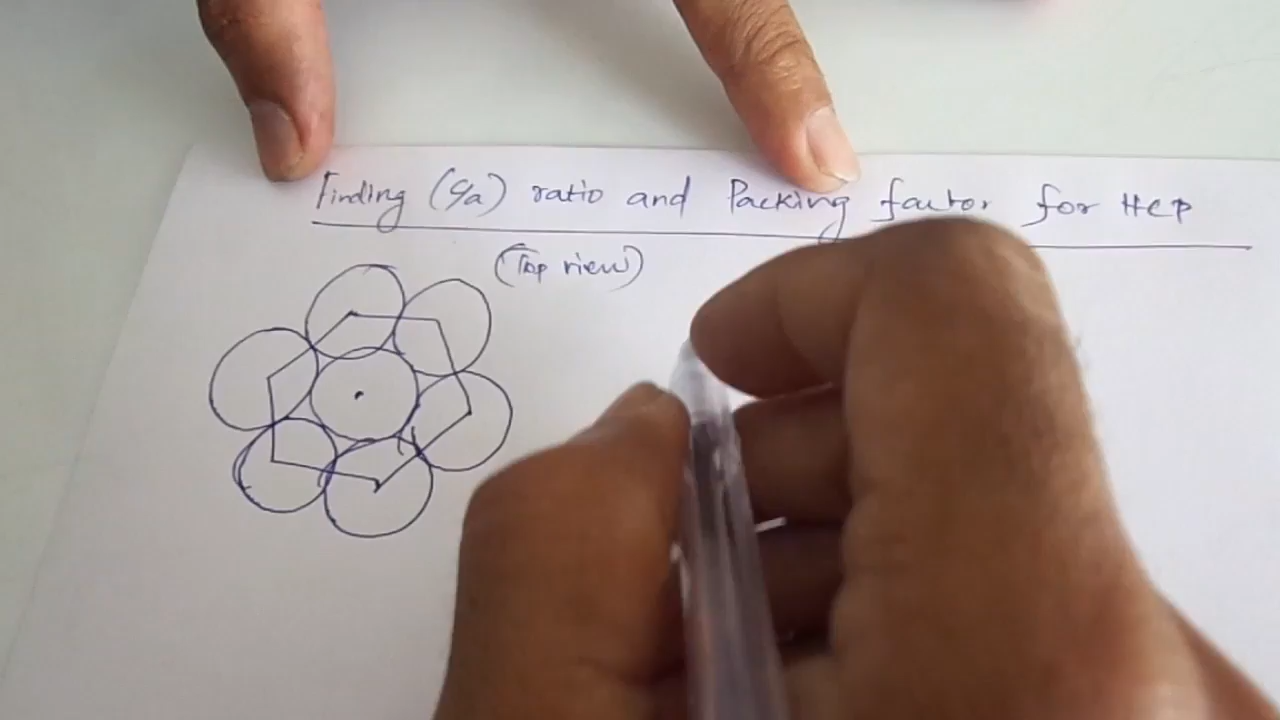 Finding (c/a) ratio and Packing factor for HCP
(Top view)